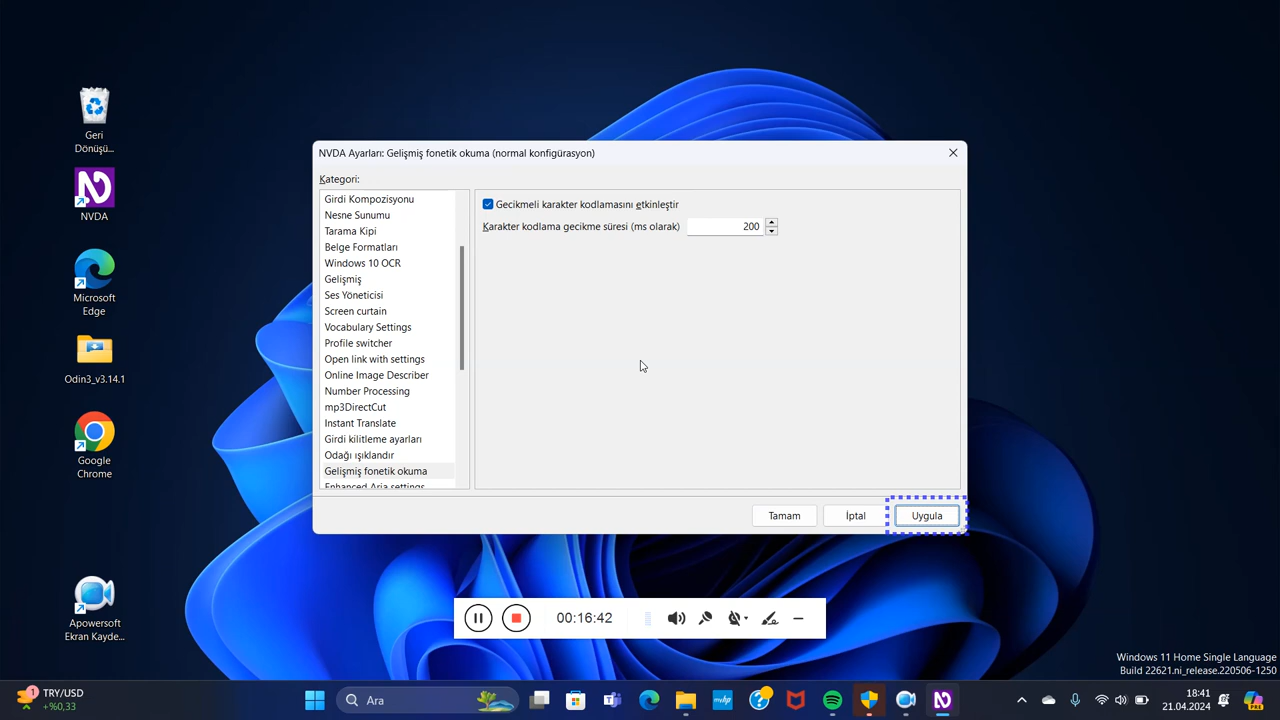 Geri
Dönüşü...
NVDA
Microsoft
Edge
Odin3_v3.14.1
Google
Chrome
Apowersoft
Ekran Kayde...
NVDA Ayarları: Gelişmiş fonetik okuma (normal konfigürasyon)
Kategori:
Girdi Kompozisyonu
Nesne Sunumu
Tarama Kipi
Belge Formatları
Windows 10 OCR
Gelişmiş
Ses Yöneticisi
Screen curtain
Vocabulary Settings
Profile switcher
Open link with settings
Online Image Describer
Number Processing
mp3DirectCut
Instant Translate
Girdi kilitleme ayarları
Odağı ışıklandır
Gelişmiş fonetik okuma
Enhanced Aria settings
Gecikmeli karakter kodlamasını etkinleştir
Karakter kodlama gecikme süresi (ms olarak) 200
Tamam İptal Uygula
00:16:42
Windows 11 Home Single Language
Build 22621.ni_release.220506-1250
1 TRY/USD
+%0,33
Ara
18:41
21.04.2024